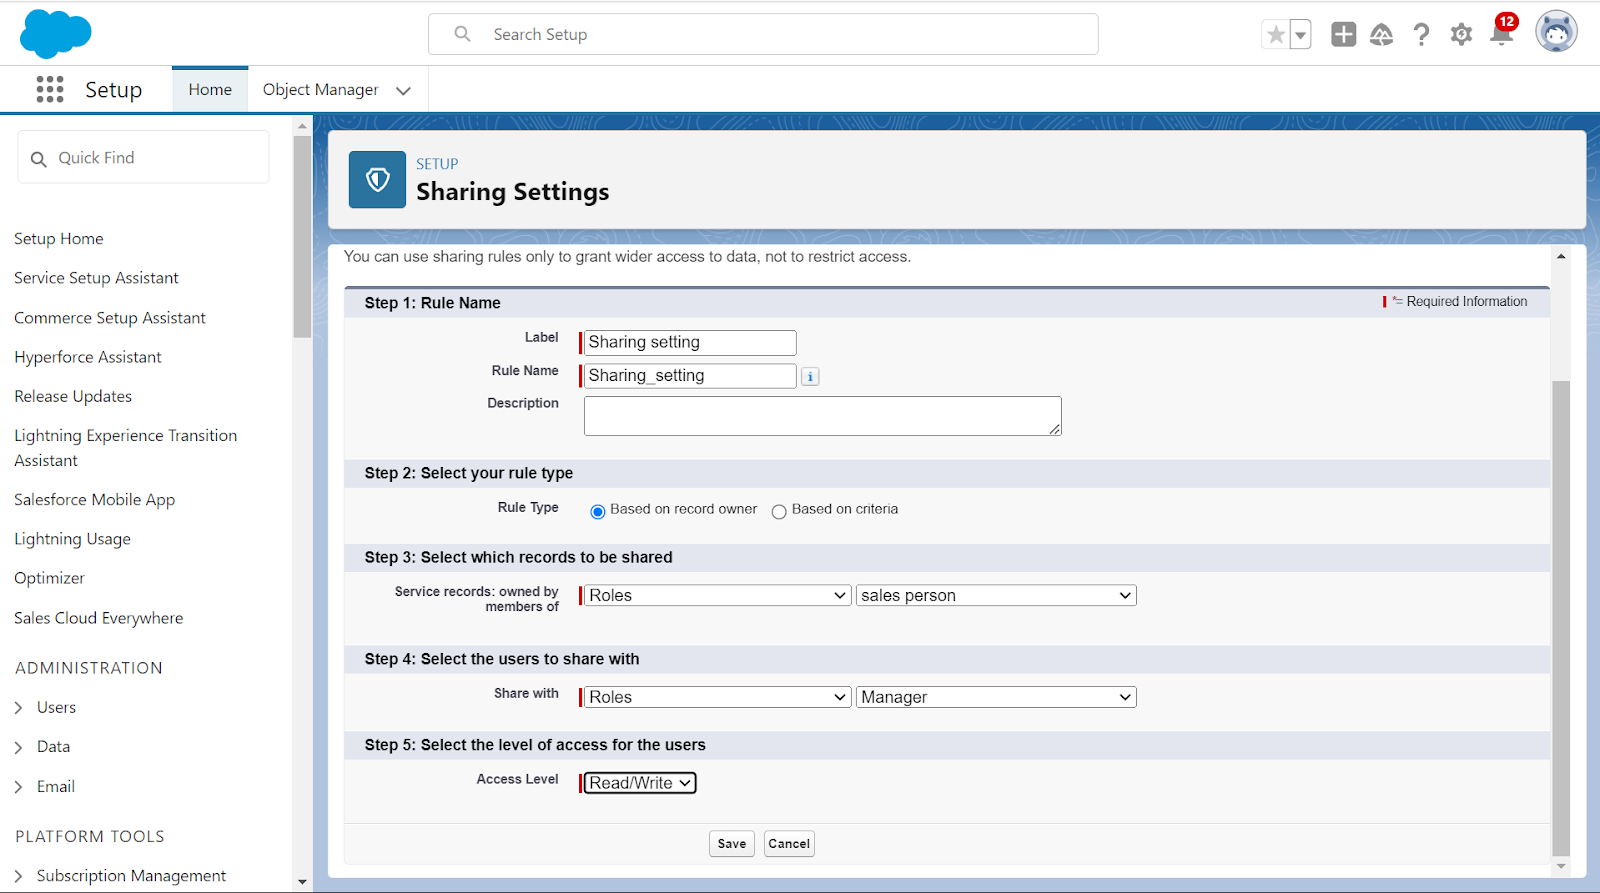 Search Setup
12
Setup
Home
Object Manager
Quick Find
Setup Home
Service Setup Assistant
Commerce Setup Assistant
Hyperforce Assistant
Release Updates
Lightning Experience Transition
Assistant
Salesforce Mobile App
Lightning Usage
Optimizer
Sales Cloud Everywhere
ADMINISTRATION
Users
Data
Email
PLATFORM TOOLS
Subscription Management
SETUP
Sharing Settings
You can use sharing rules only to grant wider access to data, not to restrict access.
Step 1: Rule Name
*= Required Information
Label Sharing setting
Rule Name Sharing_setting i
Description
Step 2: Select your rule type
Rule Type Based on record owner Based on criteria
Step 3: Select which records to be shared
Service records: owned by
members of
Roles sales person
Step 4: Select the users to share with
Share with Roles Manager
Step 5: Select the level of access for the users
Access Level Read/Write
Save Cancel